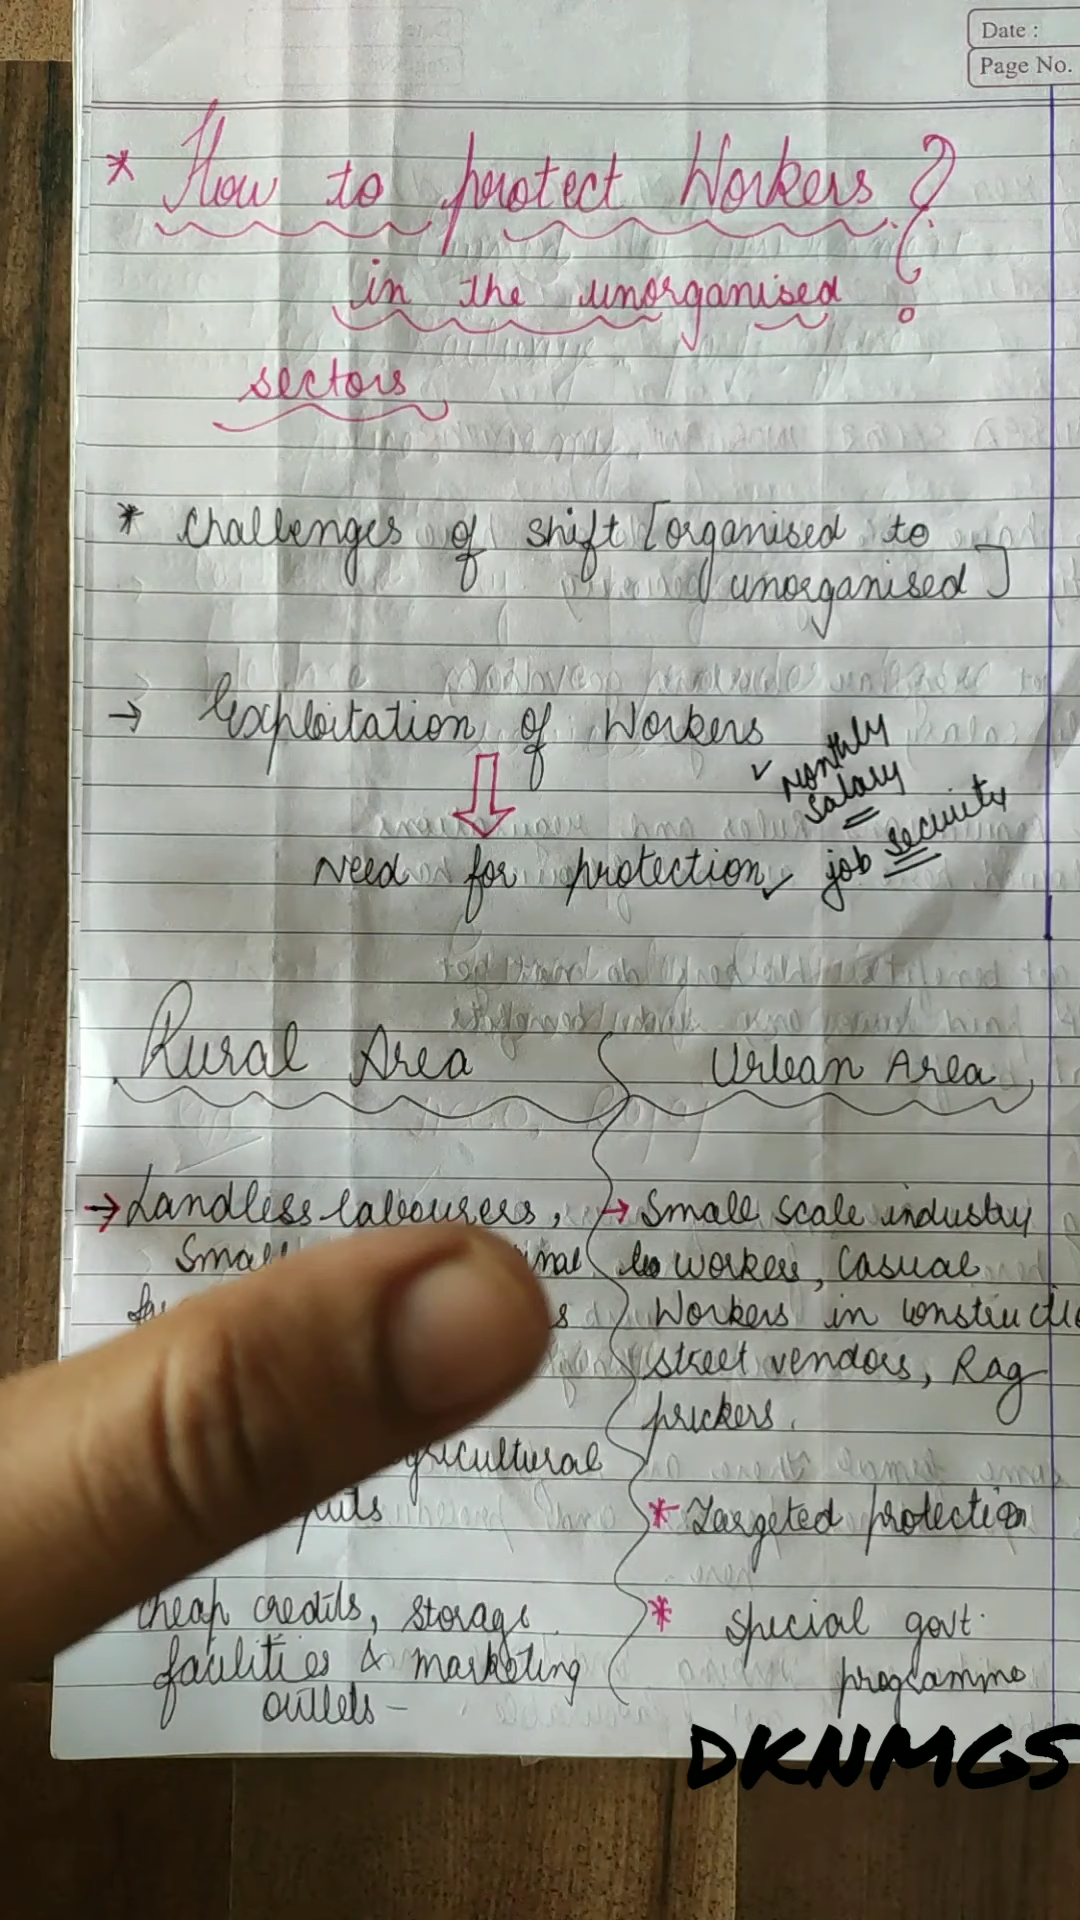 Date :
Page No.
* How to protect Workers ?
in the unorganised
sectors
* Challenges of shift [organised to
unorganised]
→ Exploitation of Workers
✓ Monthly
salary
Need for protection ✓ job security
Rural Area
Urban Area
→ Landless labourers,
Small
agricultural
cheap credits, storage
facilities & marketing
outlets -
→ Small scale industry
workers, Casual
Workers in
street vendors, Rag
prickers.
* Targeted protection
* Special govt.
programme
DKNMGS